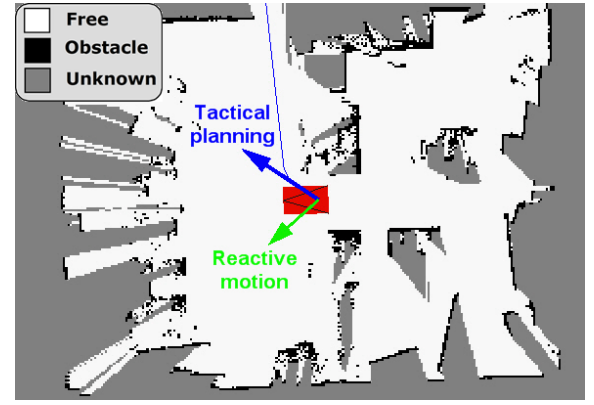 Free
Obstacle
Unknown
Tactical
planning
Reactive
motion